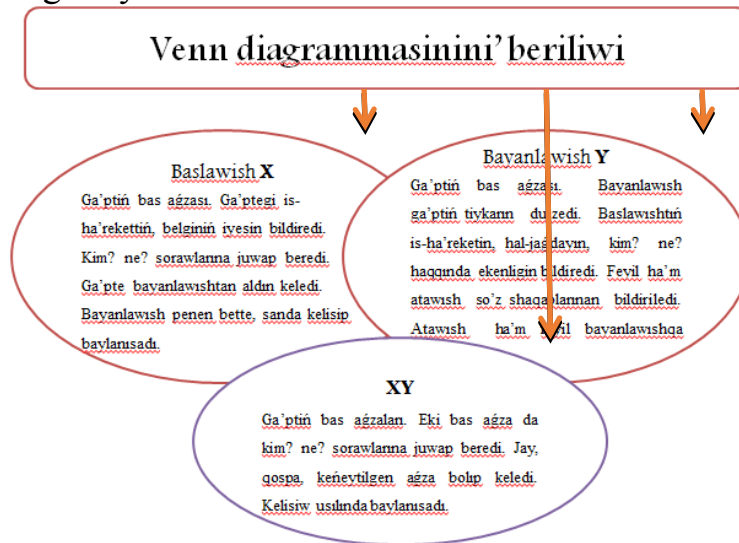 Venn diagrammasinini’ beriliwi
Baslawish X
Ga’ptiń bas aǵzası. Ga’ptegi is-
ha’rekettiń, belginiń iyesin bildiredi.
Kim? ne? sorawlarına juwap beredi.
Ga’pte bayanlawıshtan aldın keledi.
Bayanlawısh penen bette, sanda kelisip
baylanısadı.
Bayanlawish Y
Ga’ptiń bas aǵzası. Bayanlawısh
ga’ptiń tiykarın du’zedi. Baslawıshtıń
is-ha’reketin, hal-jaǵdayın, kim? ne?
haqqında ekenligin bildiredi. Feyil ha’m
atawısh so’z shaqaplarınan bildiriledi.
Atawısh ha’m feyil bayanlawıshqa
XY
Ga’ptiń bas aǵzaları. Eki bas aǵza da
kim? ne? sorawlarına juwap beredi. Jay,
qospa, keńeytilgen aǵza bolıp keledi.
Kelisiw usılında baylanısadı.